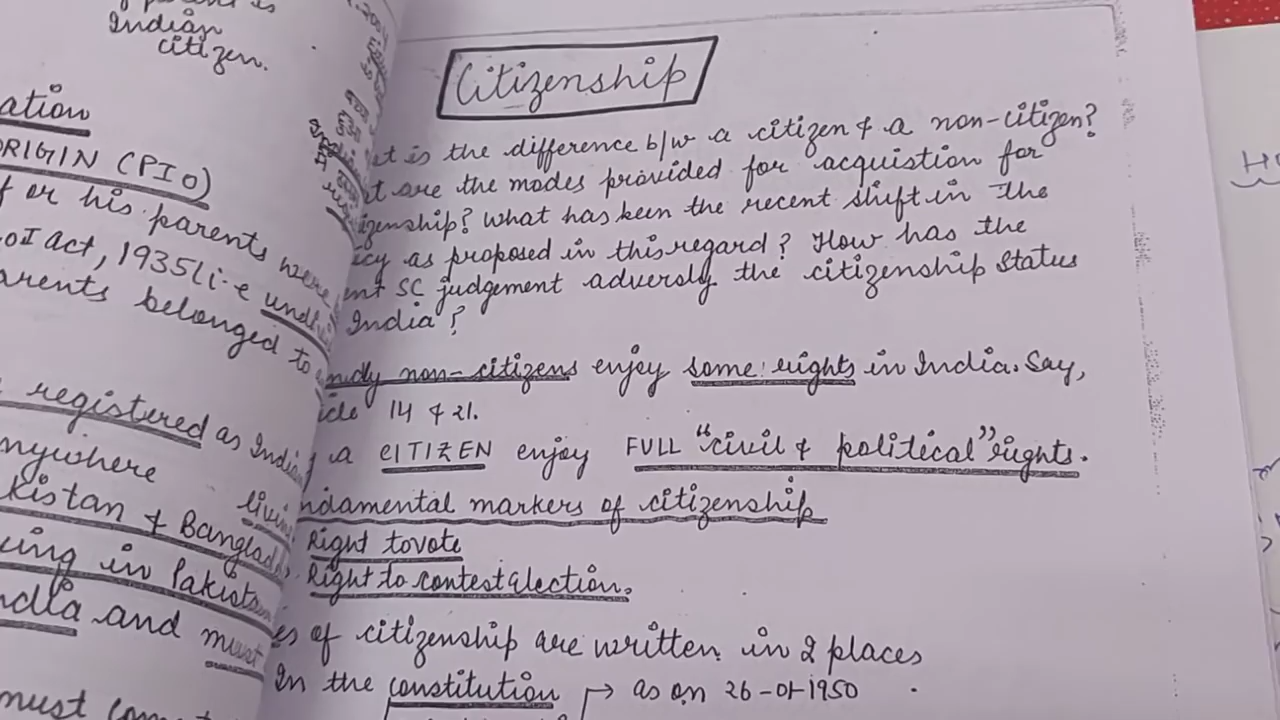 Indian
citizen.
ation
ORIGIN (PIO)
or his parents were
oI act, 1935 i.e
arents belonged to
registered as Indian
nywhere living
kistan & Banglad
ing in Pakistan
ndia and must
must
Citizenship
at is the difference b/w a citizen & a non-citizen?
at are the modes provided for acquistion for
izenship? What has been the recent shift in the
icy as proposed in this regard? How has the
ent SC judgement adversly the citizenship status
India?
non-citizens enjoy some rights in India. Say,
icle 14 & 21.
a CITIZEN enjoy FULL "civil & political" rights.
ndamental markers of citizenship
Right to vote
Right to contest election.
es of citizenship are written in 2 places
In the constitution → as on 26-01-1950